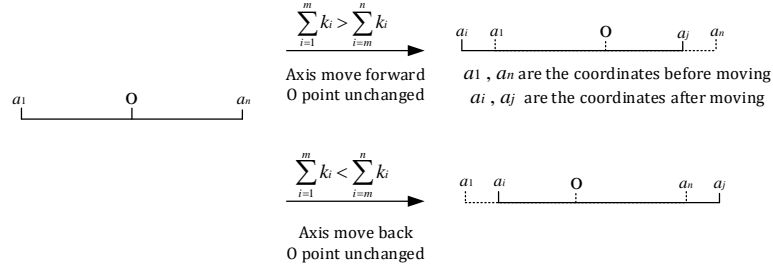 a1 O an
∑_{i=1}^{m} ki > ∑_{i=m}^{n} ki
Axis move forward
O point unchanged
ai a1 O aj an
a1 , an are the coordinates before moving
ai , aj are the coordinates after moving
∑_{i=1}^{m} ki < ∑_{i=m}^{n} ki
Axis move back
O point unchanged
a1 ai O an aj